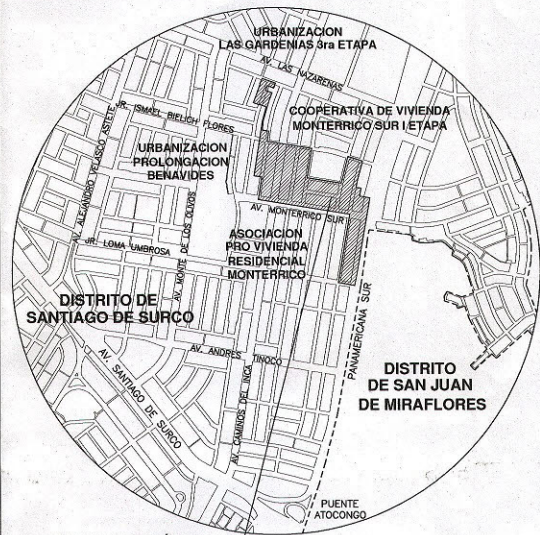 URBANIZACION
LAS GARDENIAS 3ra ETAPA
AV. LAS NAZARENAS
JR. ISMAEL BIELICH FLORES
COOPERATIVA DE VIVIENDA
MONTERRICO SUR I ETAPA
URBANIZACION
PROLONGACION
BENAVIDES
AV. ALEJANDRO VELASCO ASTETE
AV. MONTERRICO SUR
ASOCIACION
PRO VIVIENDA
RESIDENCIAL
MONTERRICO
AV. MONTE DE LOS OLIVOS
JR. LOMA UMBROSA
DISTRITO DE
SANTIAGO DE SURCO
PANAMERICANA SUR
AV. ANDRES TINOCO
DISTRITO
DE SAN JUAN
DE MIRAFLORES
AV. SANTIAGO DE SURCO
AV. CAMINOS DEL INCA
PUENTE
ATOCONGO